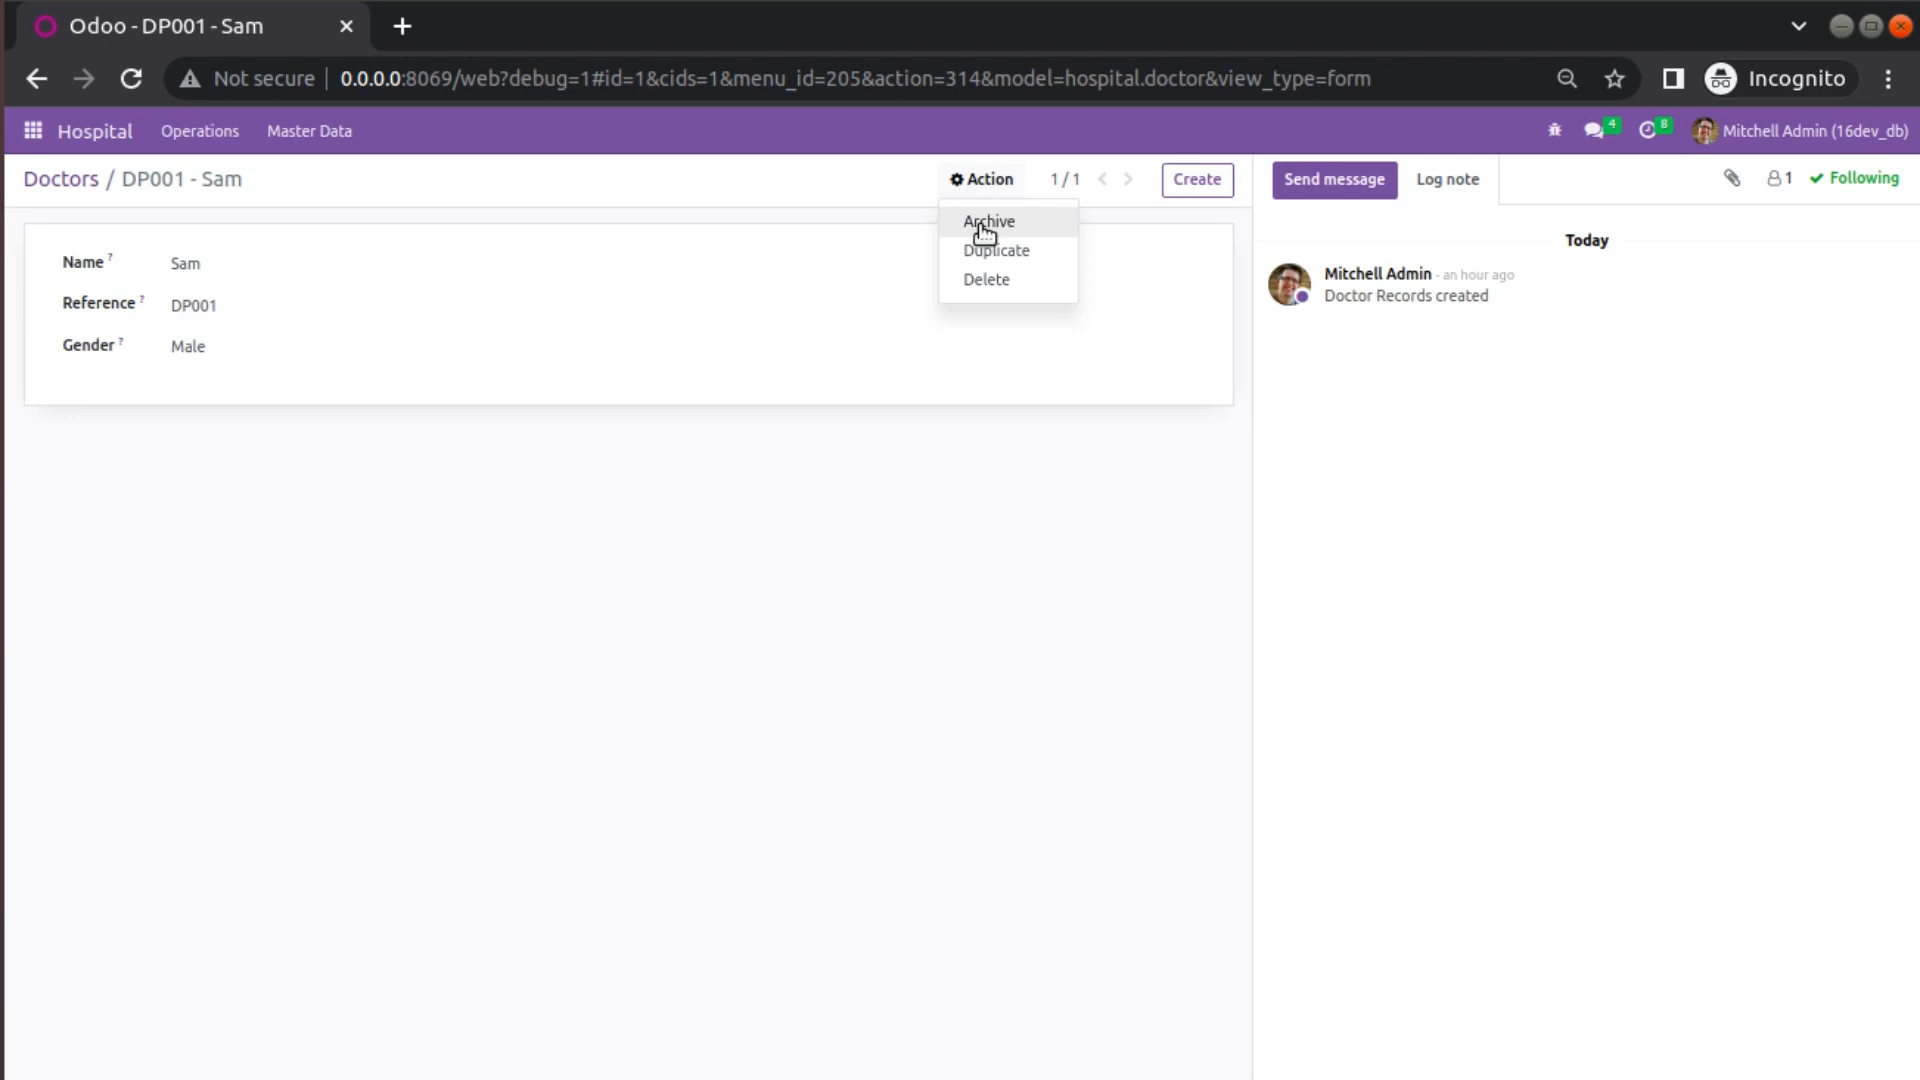 Odoo - DP001 - Sam
Not secure 0.0.0.0:8069/web?debug=1#id=1&cids=1&menu_id=205&action=314&model=hospital.doctor&view_type=form Incognito
Hospital Operations Master Data 4 8 Mitchell Admin (16dev_db)
Doctors / DP001 - Sam Action 1 / 1 Create Send message Log note 1 Following
Archive
Duplicate
Delete
Name ? Sam
Reference ? DP001
Gender ? Male
Today
Mitchell Admin - an hour ago
Doctor Records created